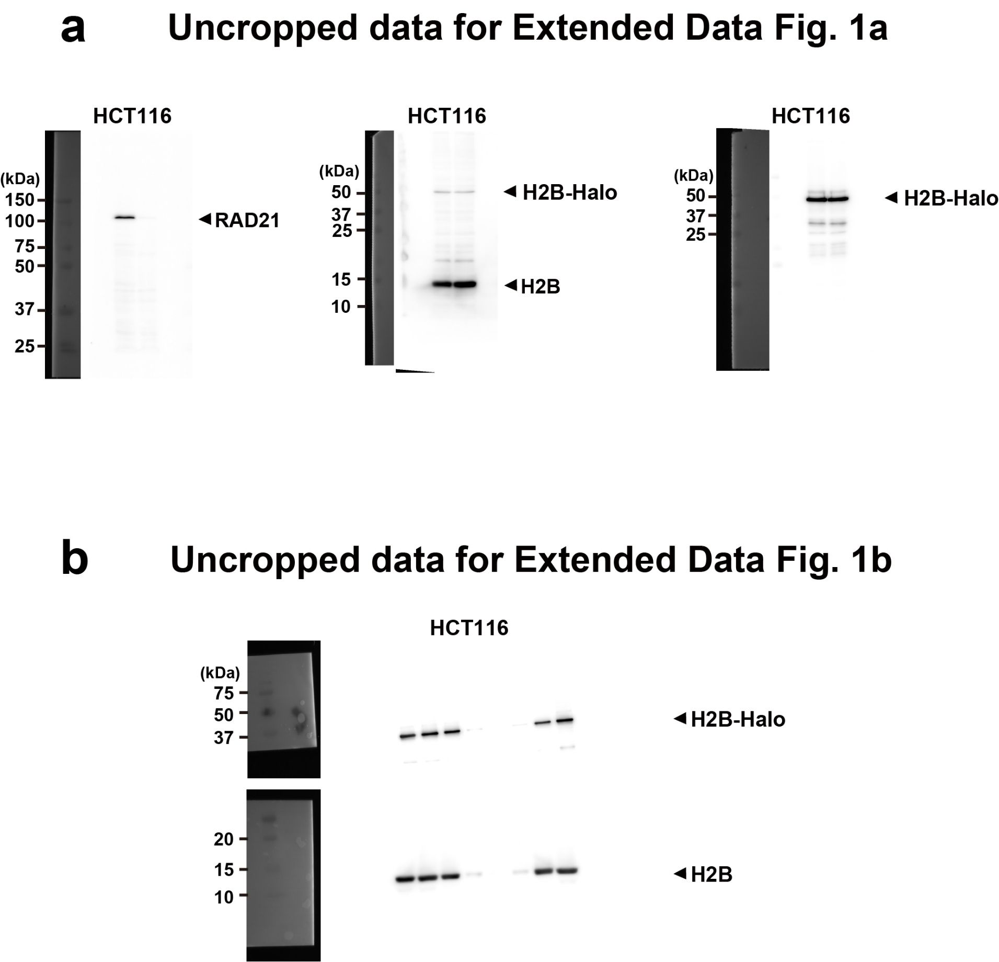 a Uncropped data for Extended Data Fig. 1a
HCT116
(kDa)
150
100
75
50
37
25
RAD21
HCT116
(kDa)
50
37
25
15
10
H2B-Halo
H2B
HCT116
(kDa)
50
37
25
H2B-Halo
b Uncropped data for Extended Data Fig. 1b
HCT116
(kDa)
75
50
37
H2B-Halo
20
15
10
H2B